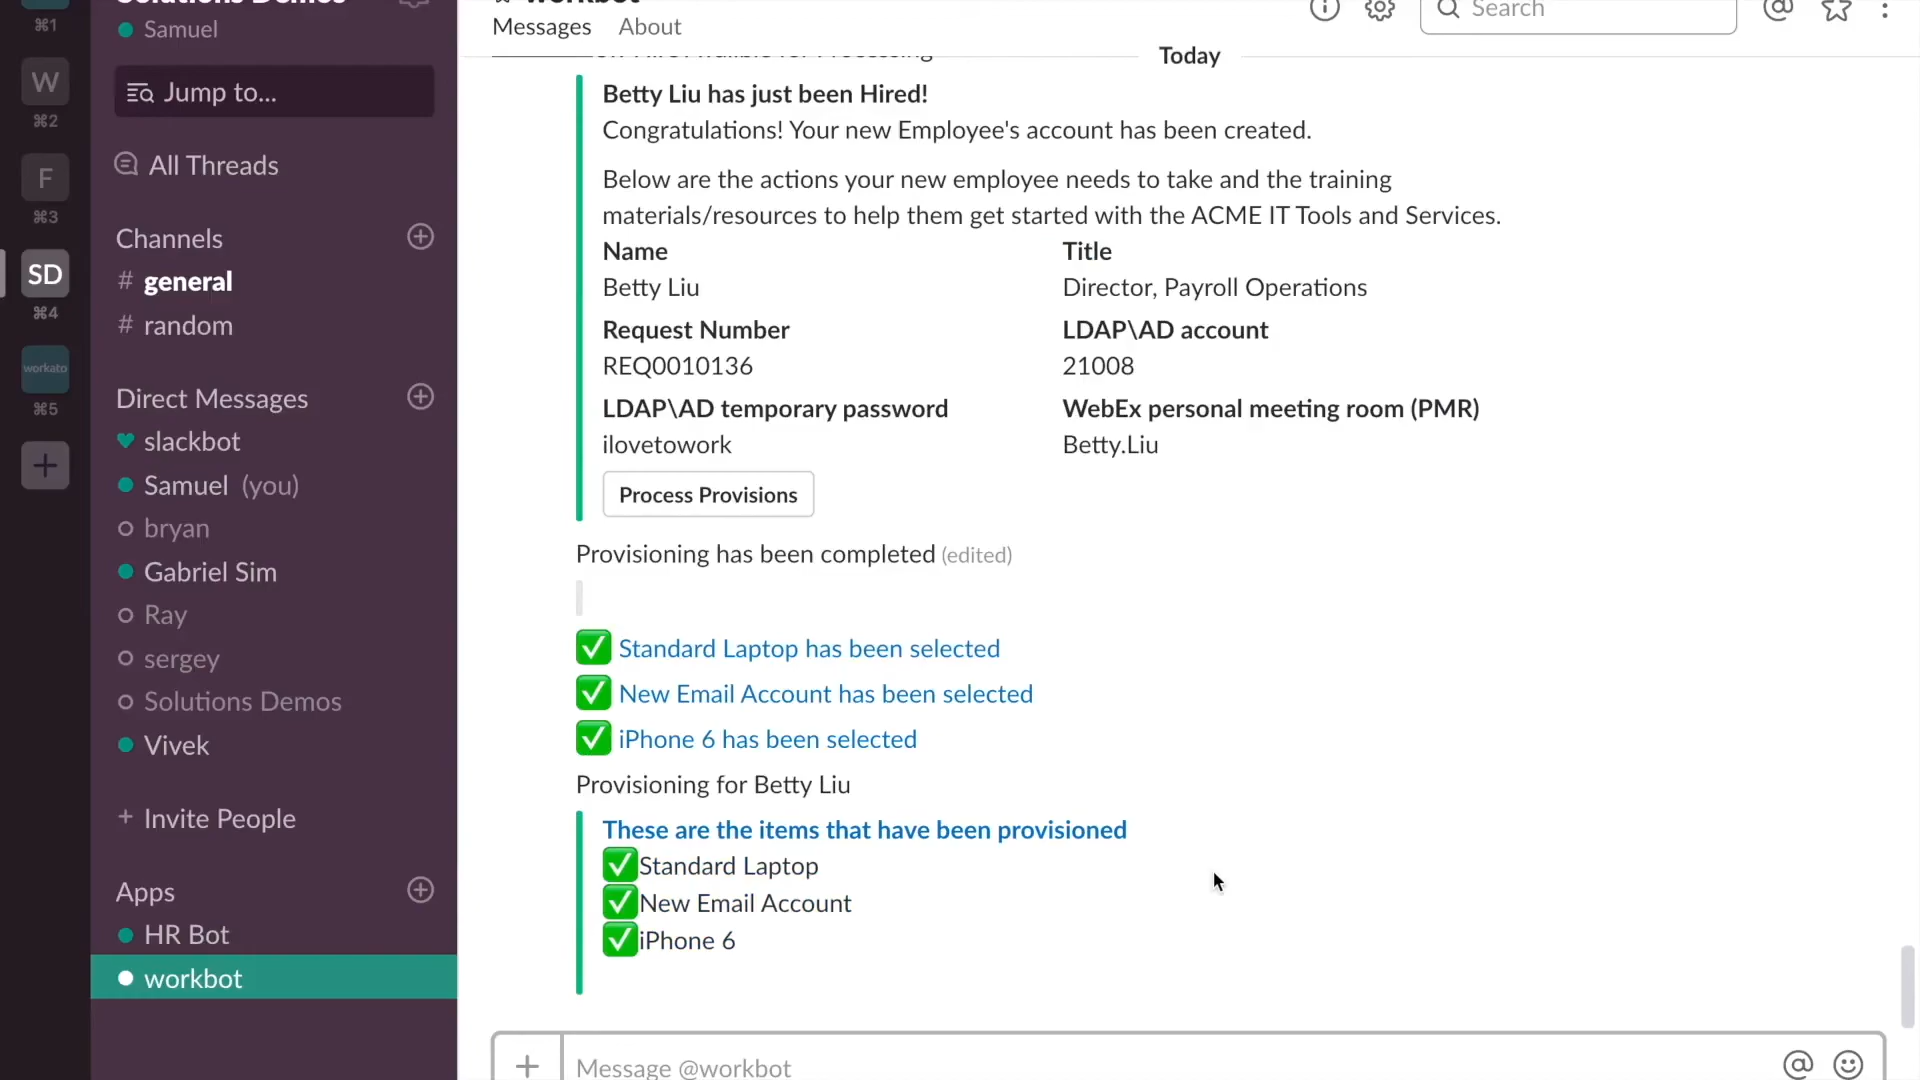 Solutions Demos
workbot
⌘1
Samuel
Messages
About
Search
Today
Jump to...
W
⌘2
All Threads
F
⌘3
Channels
# general
# random
SD
⌘4
workato
⌘5
Direct Messages
slackbot
Samuel (you)
bryan
Gabriel Sim
Ray
sergey
Solutions Demos
Vivek
+ Invite People
Apps
HR Bot
workbot
Betty Liu has just been Hired!
Congratulations! Your new Employee's account has been created.
Below are the actions your new employee needs to take and the training
materials/resources to help them get started with the ACME IT Tools and Services.
Name
Title
Betty Liu
Director, Payroll Operations
Request Number
LDAP\AD account
REQ0010136
21008
LDAP\AD temporary password
WebEx personal meeting room (PMR)
ilovetowork
Betty.Liu
Process Provisions
Provisioning has been completed (edited)
Standard Laptop has been selected
New Email Account has been selected
iPhone 6 has been selected
Provisioning for Betty Liu
These are the items that have been provisioned
Standard Laptop
New Email Account
iPhone 6
Message @workbot